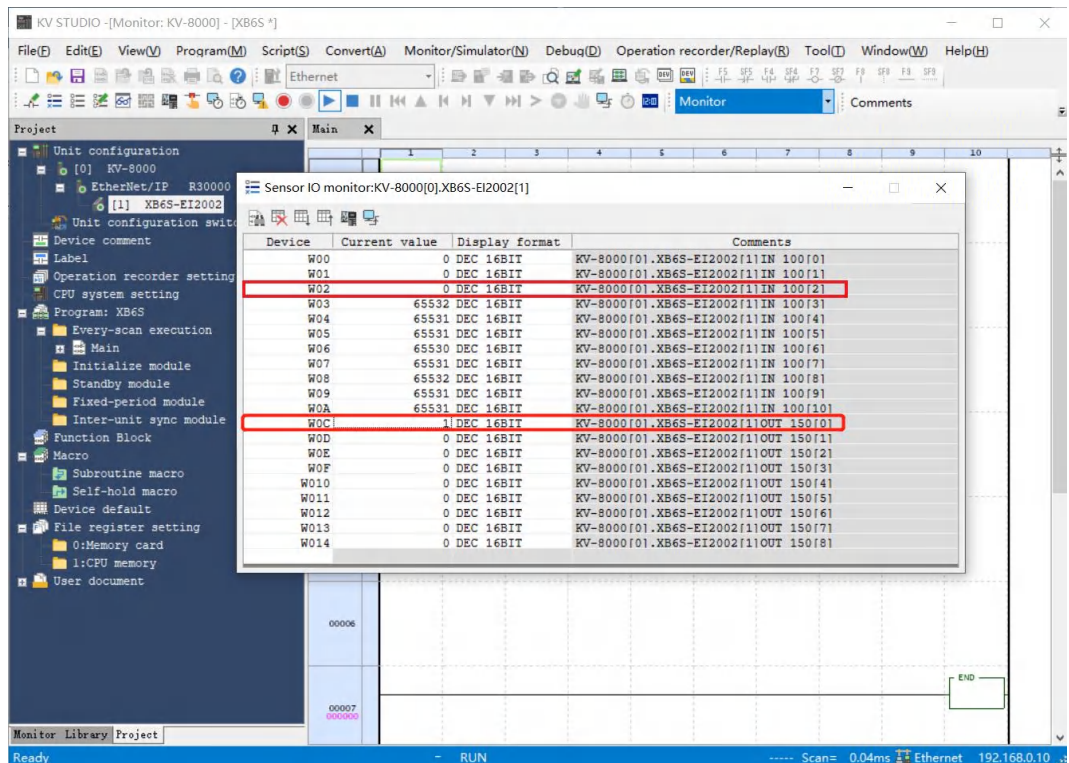 KV STUDIO -[Monitor: KV-8000] - [XB6S *]
File(F) Edit(E) View(V) Program(M) Script(S) Convert(A) Monitor/Simulator(N) Debug(D) Operation recorder/Replay(R) Tool(T) Window(W) Help(H)
Ethernet
F5 SF5 F4 SF4 F7 SF7 F8 SF8 F9 SF9
Monitor Comments
Project
Main
1 2 3 4 5 6 7 8 9 10
Unit configuration
[0] KV-8000
EtherNet/IP R30000
[1] XB6S-EI2002
Unit configuration switc
Device comment
Label
Operation recorder setting
CPU system setting
Program: XB6S
Every-scan execution
Main
Initialize module
Standby module
Fixed-period module
Inter-unit sync module
Function Block
Macro
Subroutine macro
Self-hold macro
Device default
File register setting
0:Memory card
1:CPU memory
User document
Sensor IO monitor:KV-8000[0].XB6S-EI2002[1]
Device Current value Display format Comments
W00 0 DEC 16BIT KV-8000[0].XB6S-EI2002[1]IN 100[0]
W01 0 DEC 16BIT KV-8000[0].XB6S-EI2002[1]IN 100[1]
W02 0 DEC 16BIT KV-8000[0].XB6S-EI2002[1]IN 100[2]
W03 65532 DEC 16BIT KV-8000[0].XB6S-EI2002[1]IN 100[3]
W04 65531 DEC 16BIT KV-8000[0].XB6S-EI2002[1]IN 100[4]
W05 65531 DEC 16BIT KV-8000[0].XB6S-EI2002[1]IN 100[5]
W06 65530 DEC 16BIT KV-8000[0].XB6S-EI2002[1]IN 100[6]
W07 65531 DEC 16BIT KV-8000[0].XB6S-EI2002[1]IN 100[7]
W08 65532 DEC 16BIT KV-8000[0].XB6S-EI2002[1]IN 100[8]
W09 65531 DEC 16BIT KV-8000[0].XB6S-EI2002[1]IN 100[9]
W0A 65531 DEC 16BIT KV-8000[0].XB6S-EI2002[1]IN 100[10]
W0C 1 DEC 16BIT KV-8000[0].XB6S-EI2002[1]OUT 150[0]
W0D 0 DEC 16BIT KV-8000[0].XB6S-EI2002[1]OUT 150[1]
W0E 0 DEC 16BIT KV-8000[0].XB6S-EI2002[1]OUT 150[2]
W0F 0 DEC 16BIT KV-8000[0].XB6S-EI2002[1]OUT 150[3]
W010 0 DEC 16BIT KV-8000[0].XB6S-EI2002[1]OUT 150[4]
W011 0 DEC 16BIT KV-8000[0].XB6S-EI2002[1]OUT 150[5]
W012 0 DEC 16BIT KV-8000[0].XB6S-EI2002[1]OUT 150[6]
W013 0 DEC 16BIT KV-8000[0].XB6S-EI2002[1]OUT 150[7]
W014 0 DEC 16BIT KV-8000[0].XB6S-EI2002[1]OUT 150[8]
00006
END
00007
000000
Monitor Library Project
Ready - RUN ----- Scan= 0.04ms Ethernet 192.168.0.10